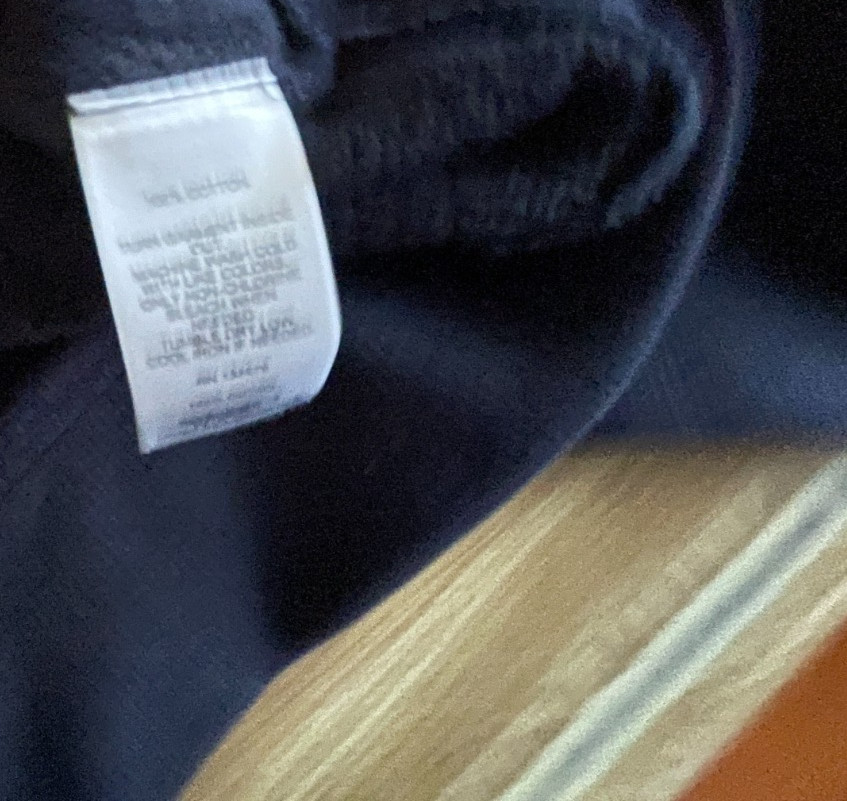 100% COTTON
TURN GARMENT INSIDE
OUT.
MACHINE WASH COLD
WITH LIKE COLORS.
ONLY NON-CHLORINE
BLEACH WHEN
NEEDED.
TUMBLE DRY LOW.
COOL IRON IF NEEDED.
RN